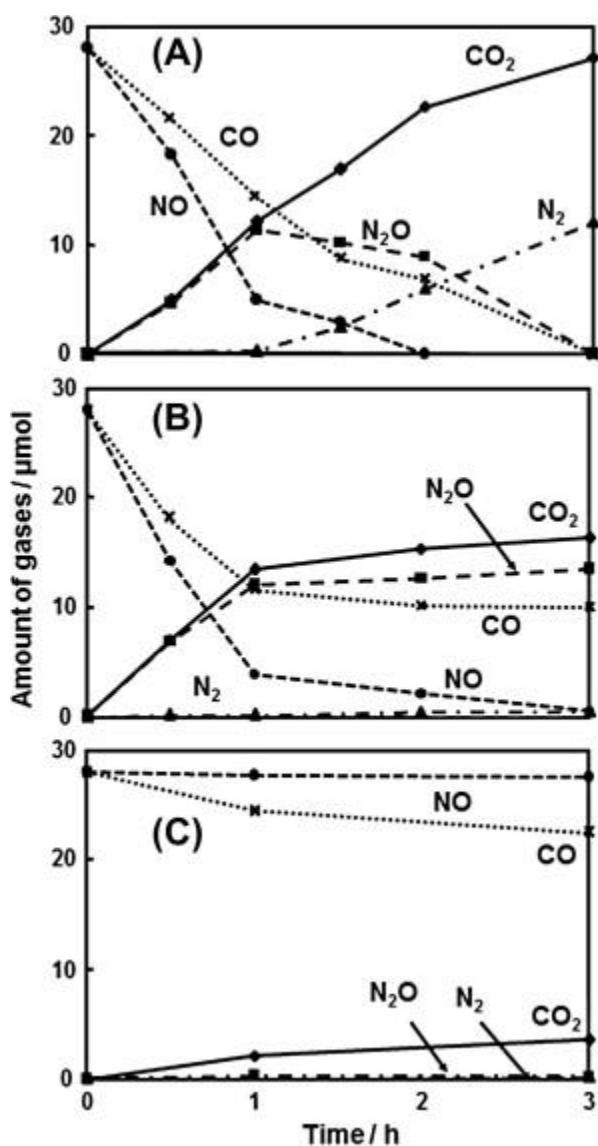 30
(A)
CO₂
20
CO
NO
N₂O
N₂
10
0
30
(B)
N₂O
20
CO₂
10
CO
N₂
NO
0
30
NO
(C)
CO
20
10
N₂O
N₂
CO₂
0
0
1
2
3
Time / h
Amount of gases / μmol